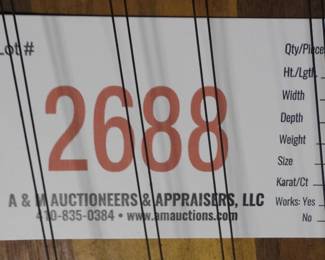 Lot #
2688
A & M AUCTIONEERS & APPRAISERS, LLC
410-835-0384 • www.amauctions.com
Qty/Piece
Ht./Lgth.
Width
Depth
Weight
Size
Karat/Ct
Works: Yes
No